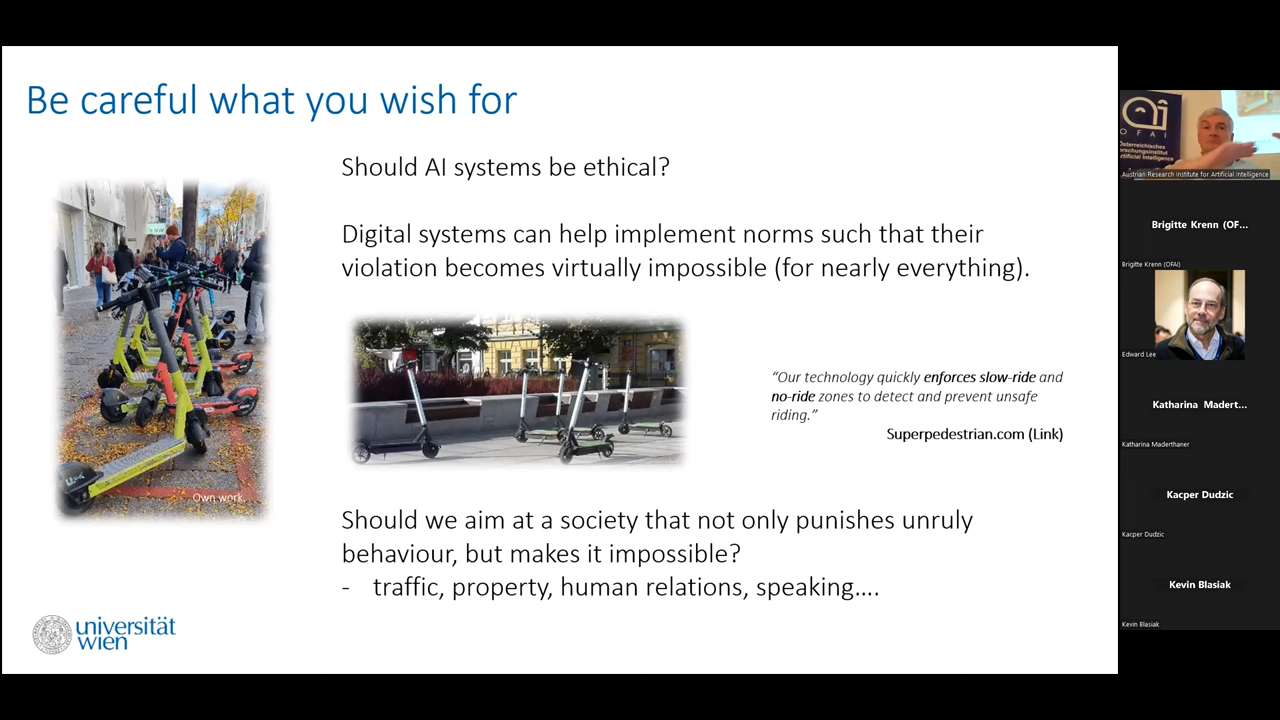 Be careful what you wish for
Should AI systems be ethical?
Digital systems can help implement norms such that their
violation becomes virtually impossible (for nearly everything).
“Our technology quickly enforces slow-ride and
no-ride zones to detect and prevent unsafe
riding.”
Superpedestrian.com (Link)
Own work.
Should we aim at a society that not only punishes unruly
behaviour, but makes it impossible?
- traffic, property, human relations, speaking....
universität
wien
OFAI
Österreichisches
Forschungsinstitut
Artificial Intelligence
Austrian Research Institute for Artificial Intelligence
Brigitte Krenn (OF...
Brigitte Krenn (OFAI)
Edward Lee
Katharina Madert...
Katharina Maderthaner
Kacper Dudzic
Kacper Dudzic
Kevin Blasiak
Kevin Blasiak